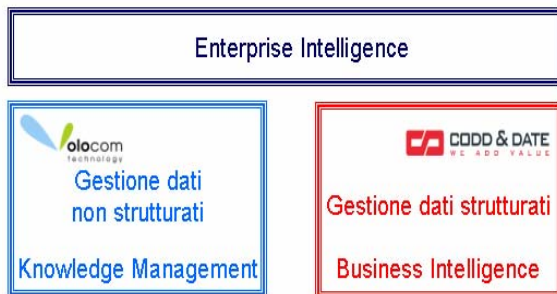 Enterprise Intelligence
Volocom
technology
Gestione dati
non strutturati
Knowledge Management
CODD & DATE
WE ADD VALUE
Gestione dati strutturati
Business Intelligence